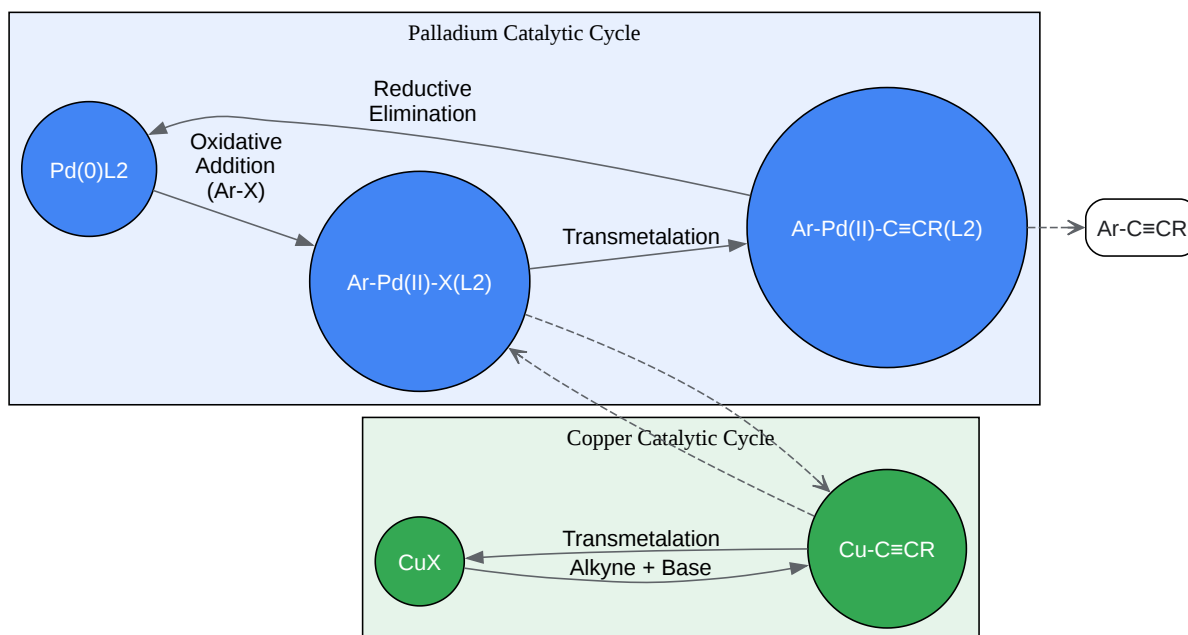 Palladium Catalytic Cycle
Reductive
Elimination
Oxidative
Addition
(Ar-X)
Pd(0)L2
Transmetalation
Ar-Pd(II)-C≡CR(L2)
Ar-C≡CR
Ar-Pd(II)-X(L2)
Copper Catalytic Cycle
Transmetalation
CuX
Alkyne + Base
Cu-C≡CR